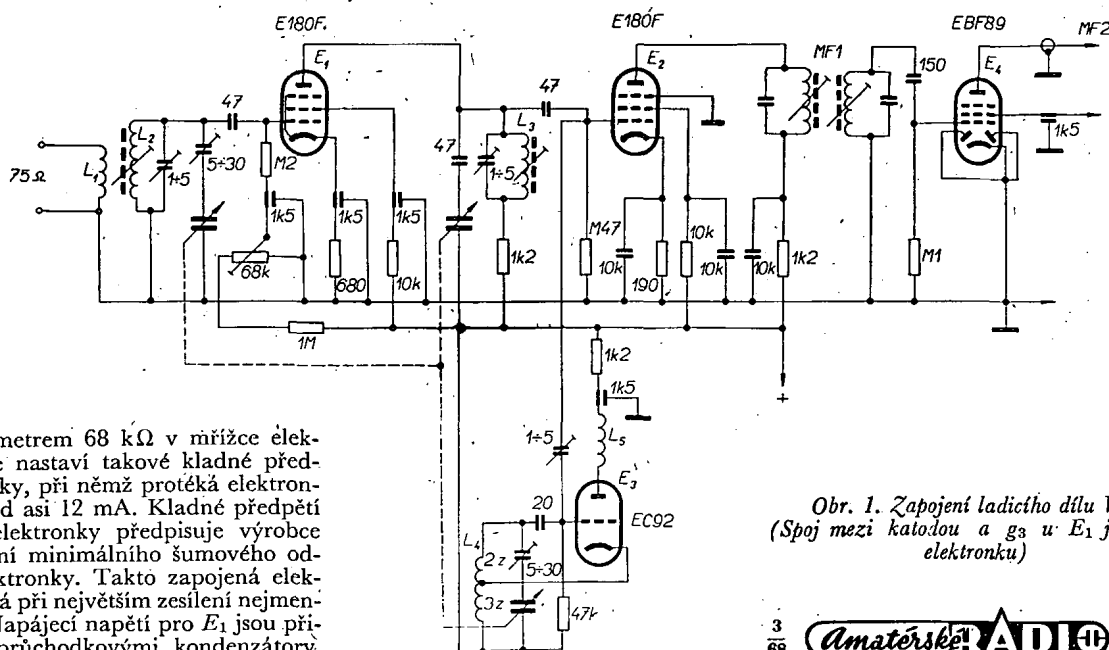 E180F.
E180F
EBF89
MF2
E1
E2
MF1
E4
47
47
150
L1
L2
75Ω
1÷5
5÷30
M2
47
1÷5
L3
1k5
1k5
1k5
1k5
68k
680
10k
1k2
M47
10k
190
10k
10k
10k
1k2
M1
1M
1k2
1k5
+
L5
1÷5
E3
20
EC92
L4
2z
5÷30
3z
47k
metrem 68 kΩ v mřížce elek-
e nastaví takové kladné před-
ky, při němž protéká elektron-
d asi 12 mA. Kladné předpětí
elektronky předpisuje výrobce
ní minimálního šumového od-
ktronky. Takto zapojená elek-
á při největším zesílení nejmen-
Napájecí napětí pro E1 jsou při-
průchodkovými kondenzátory.
Obr. 1. Zapojení ladicího dílu
(Spoj mezi katodou a g3 u E1 j
elektronku)
3
68
Amatérské RADIO